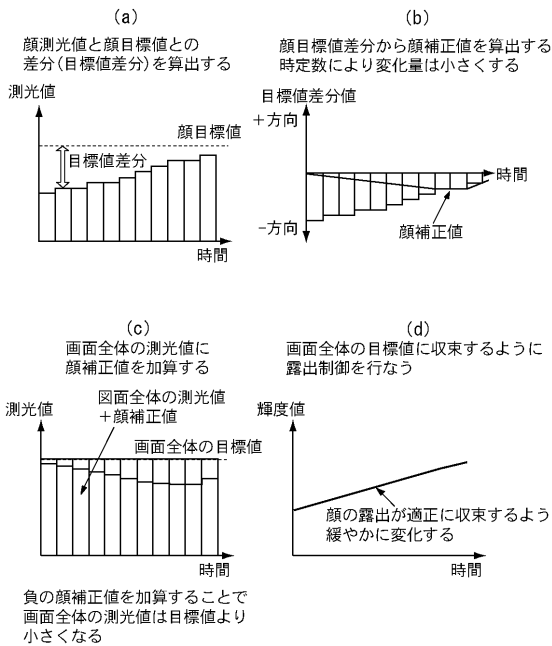 (a)
顔測光値と顔目標値との
差分(目標値差分)を算出する
測光値
顔目標値
目標値差分
時間
(b)
顔目標値差分から顔補正値を算出する
時定数により変化量は小さくする
目標値差分値
+方向
時間
顔補正値
-方向
(c)
画面全体の測光値に
顔補正値を加算する
測光値
図面全体の測光値
+顔補正値
画面全体の目標値
時間
負の顔補正値を加算することで
画面全体の測光値は目標値より
小さくなる
(d)
画面全体の目標値に収束するように
露出制御を行なう
輝度値
顔の露出が適正に収束するよう
緩やかに変化する
時間